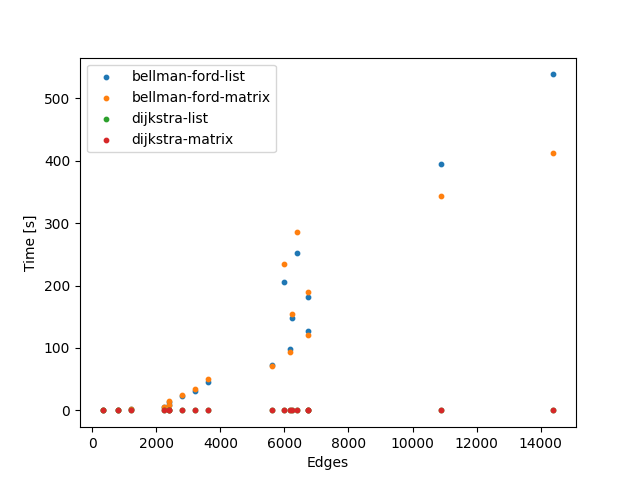 bellman-ford-list
bellman-ford-matrix
dijkstra-list
dijkstra-matrix
500
400
300
200
100
0
Time [s]
0 2000 4000 6000 8000 10000 12000 14000
Edges